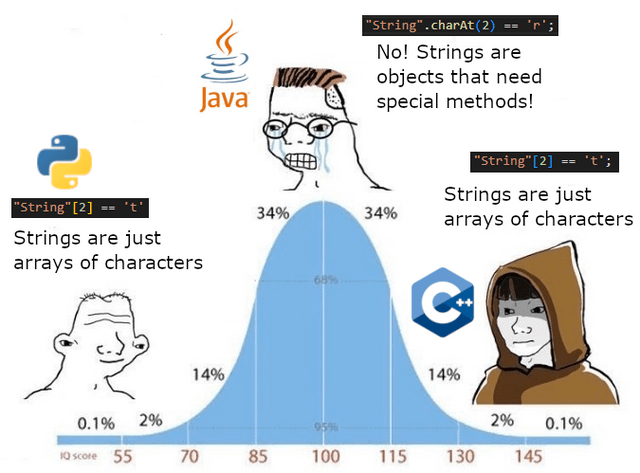 "String".charAt(2) == 'r';
No! Strings are
objects that need
special methods!
Java
"String"[2] == 't';
Strings are just
arrays of characters
"String"[2] == 't'
Strings are just
arrays of characters
34% 34%
68%
C++
14% 14%
0.1% 2% 95% 2% 0.1%
IQ score 55 70 85 100 115 130 145